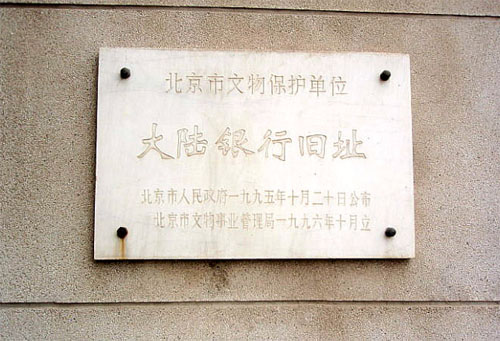 北京市文物保护单位
大陆银行旧址
北京市人民政府一九九五年十月二十日公布
北京市文物事业管理局一九九六年十月立